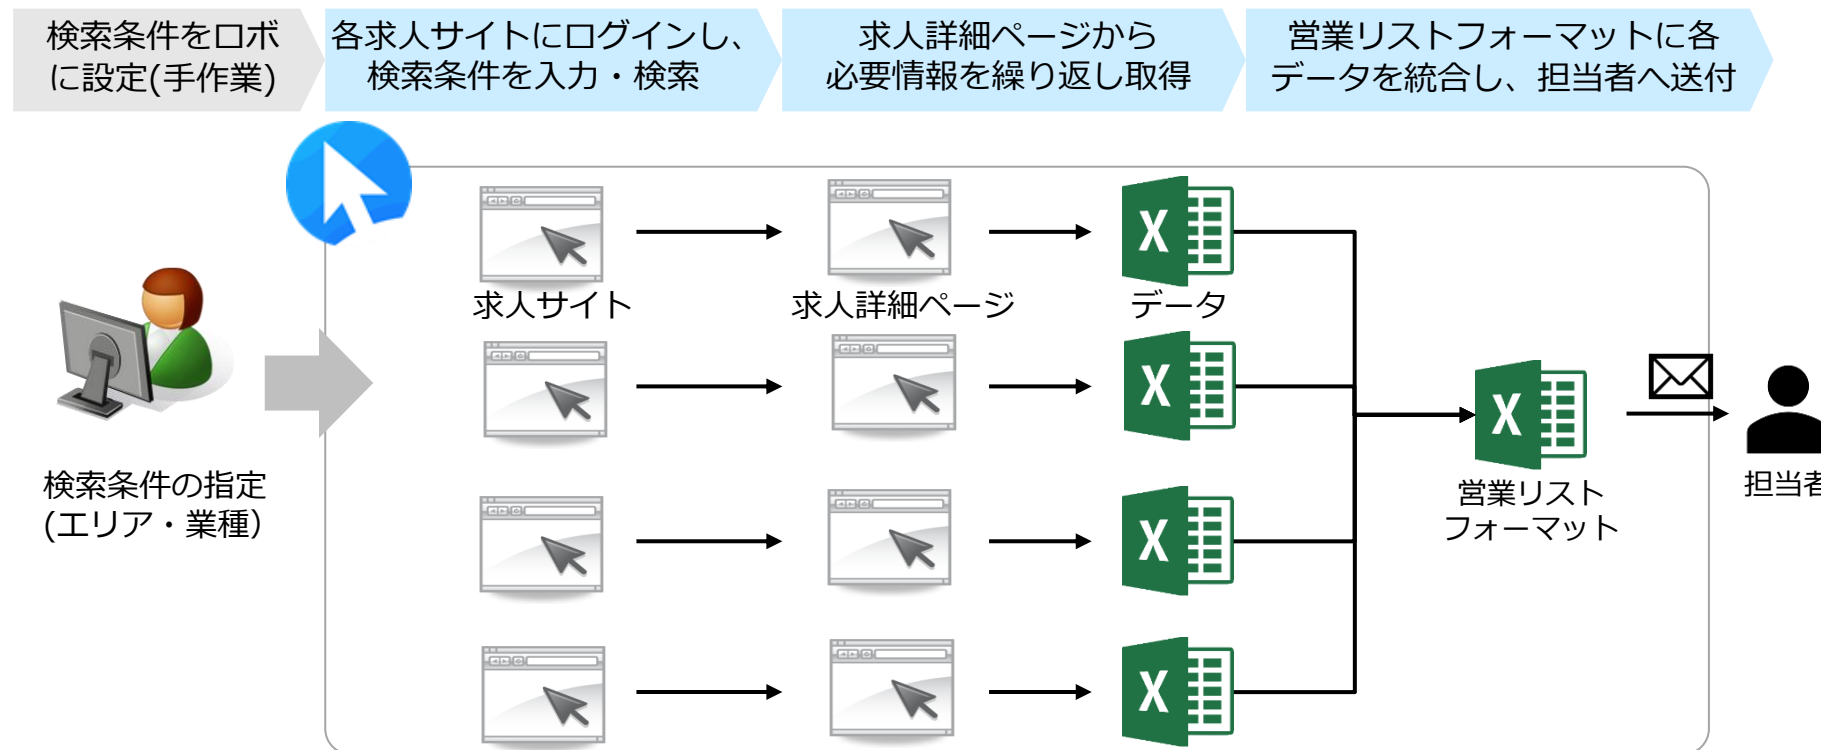 検索条件をロボ
に設定(手作業)
各求人サイトにログインし、
検索条件を入力・検索
求人詳細ページから
必要情報を繰り返し取得
営業リストフォーマットに各
データを統合し、担当者へ送付
求人サイト
求人詳細ページ
データ
検索条件の指定
(エリア・業種）
営業リスト
フォーマット
担当者